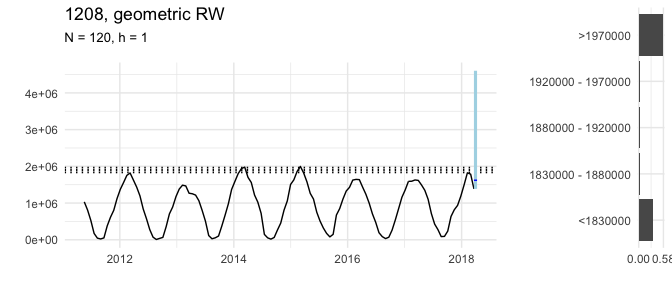 1208, geometric RW
N = 120, h = 1
4e+06
3e+06
2e+06
1e+06
0e+00
2012 2014 2016 2018
>1970000
1920000 - 1970000
1880000 - 1920000
1830000 - 1880000
<1830000
0.00 0.58